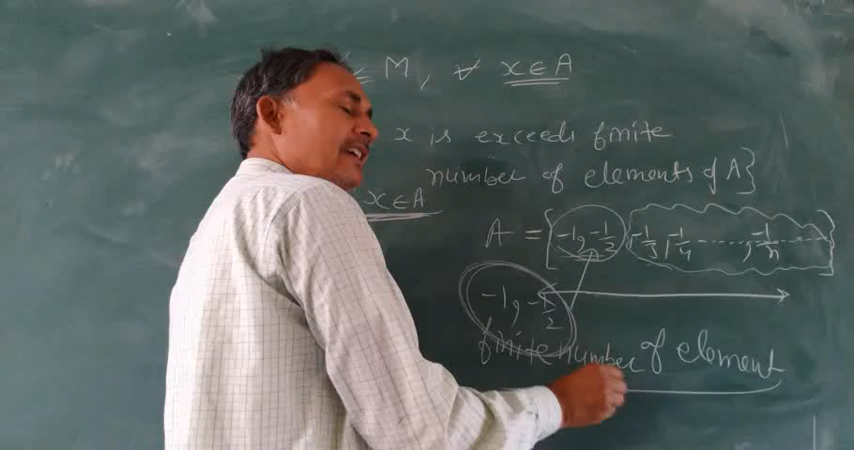 ≤ M, ∀ x∈A
x is exceeds finite
number of elements of A}
x∈A
A = {-1, -1/2, -1/3, -1/4 ......, -1/n ......}
-1, -1/2
finite number of element